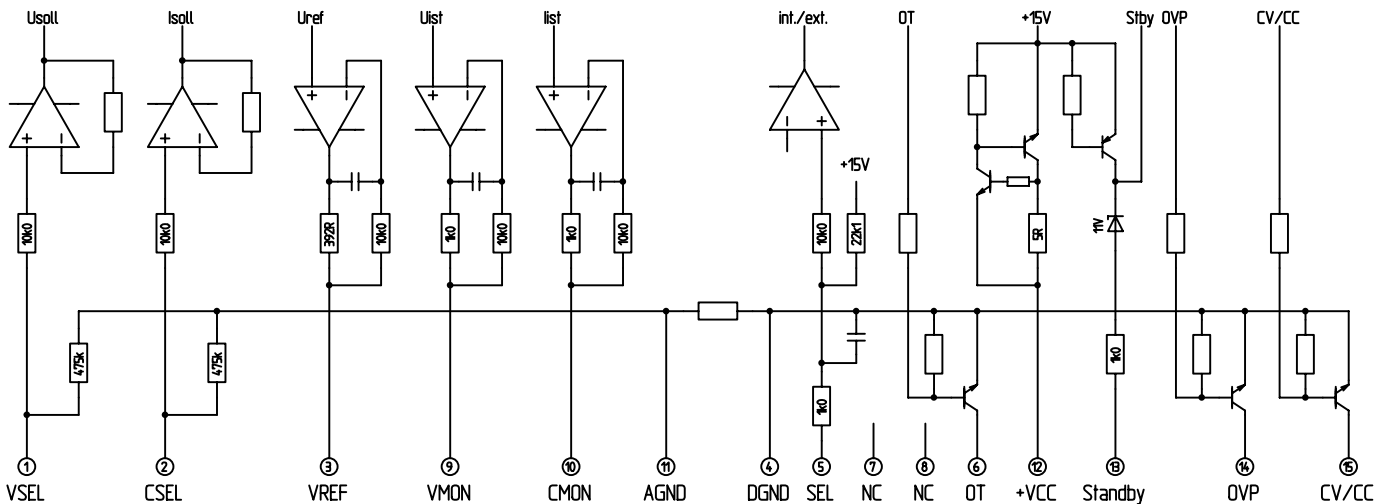 Usoll Isoll Uref Uist Iist int./ext. OT +15V Stby OVP CV/CC
+ − + − + − + − + − − +
+15V
10k0 10k0 392R 10k0 1k0 10k0 1k0 10k0 10k0 22k1 5R 11V
475k 475k 1k0
1k0
1 2 3 9 10 11 4 5 7 8 6 12 13 14 15
VSEL CSEL VREF VMON CMON AGND DGND SEL NC NC OT +VCC Standby OVP CV/CC